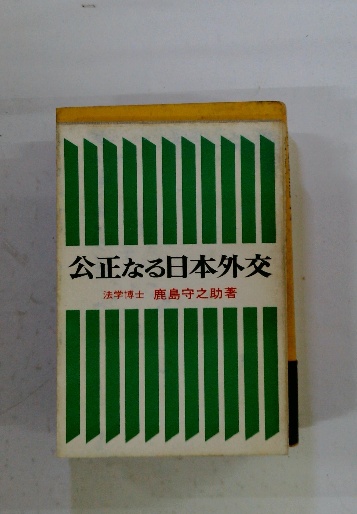 公正なる日本外交
法学博士 鹿島守之助著